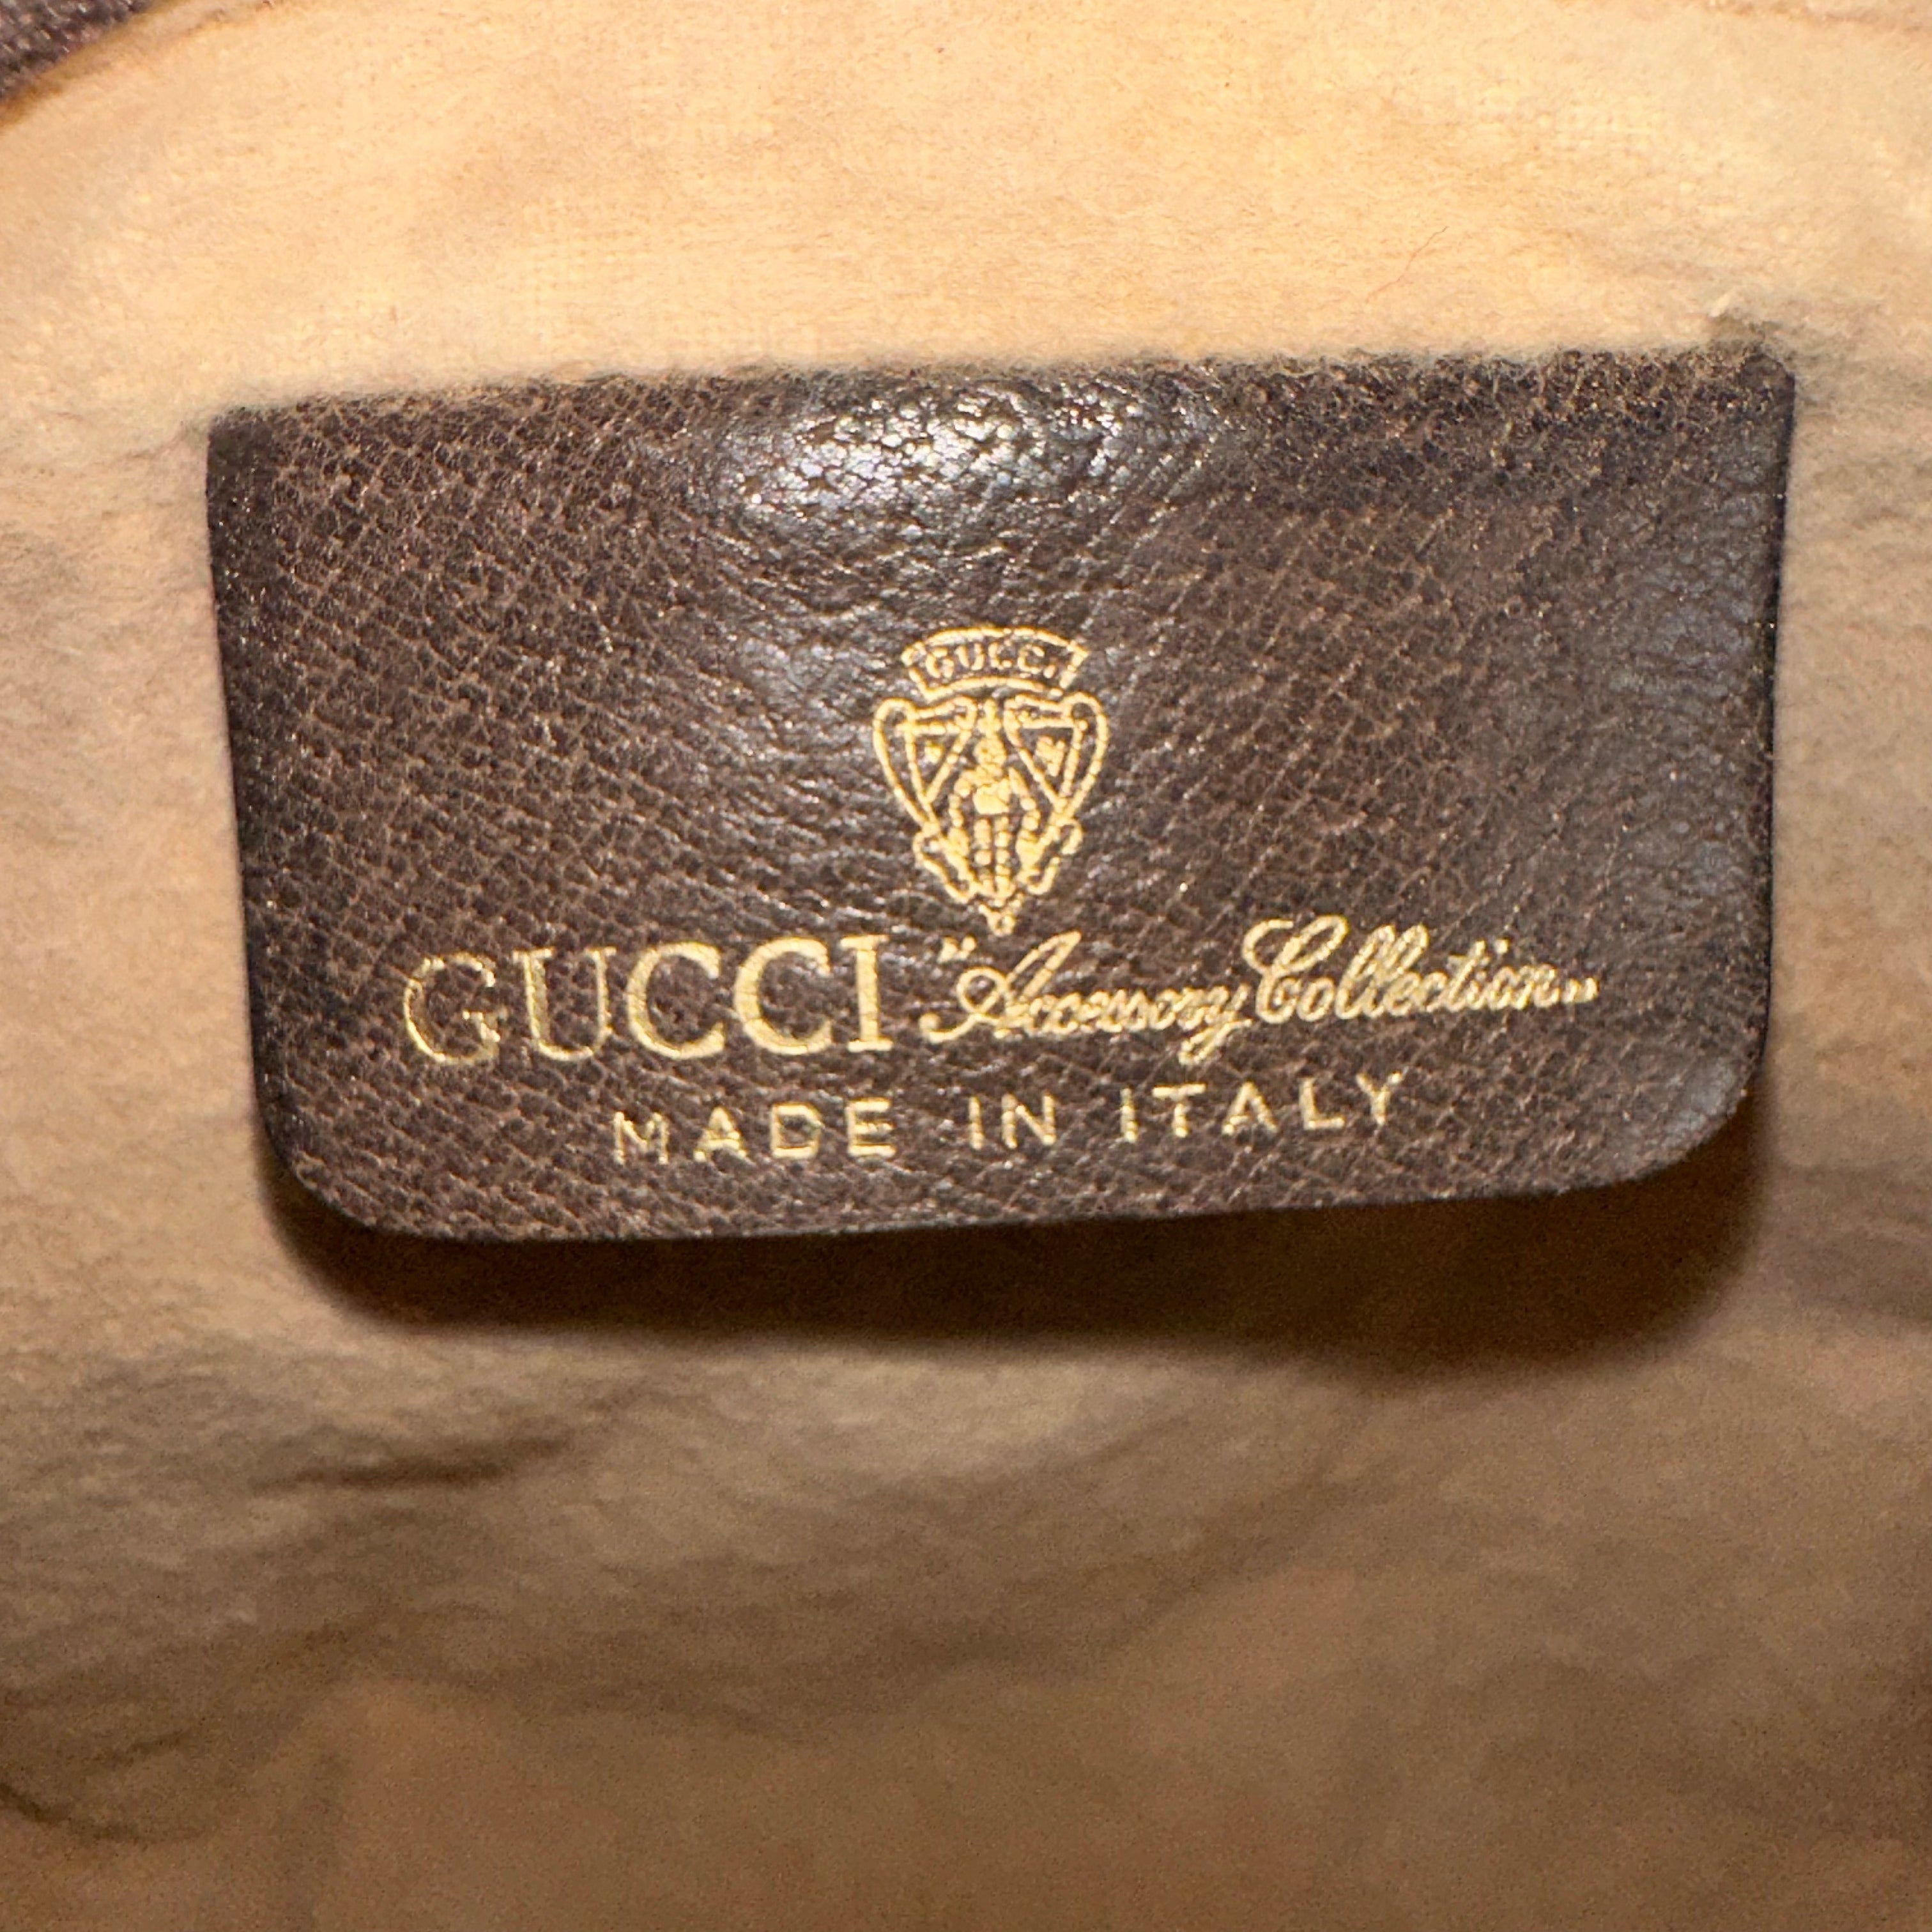 GUCCI
GUCCI "Accessory Collection"
MADE IN ITALY